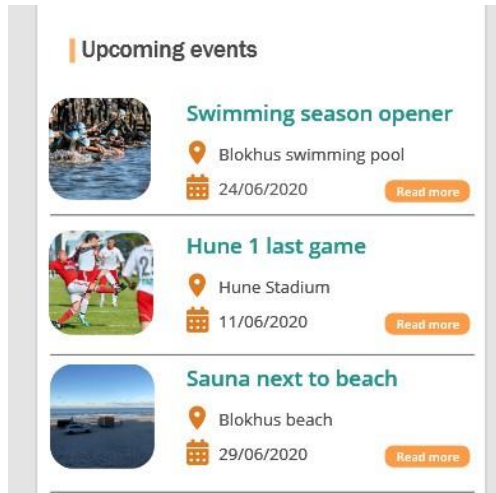 Upcoming events
Swimming season opener
Blokhus swimming pool
24/06/2020
Read more
Hune 1 last game
Hune Stadium
11/06/2020
Read more
Sauna next to beach
Blokhus beach
29/06/2020
Read more